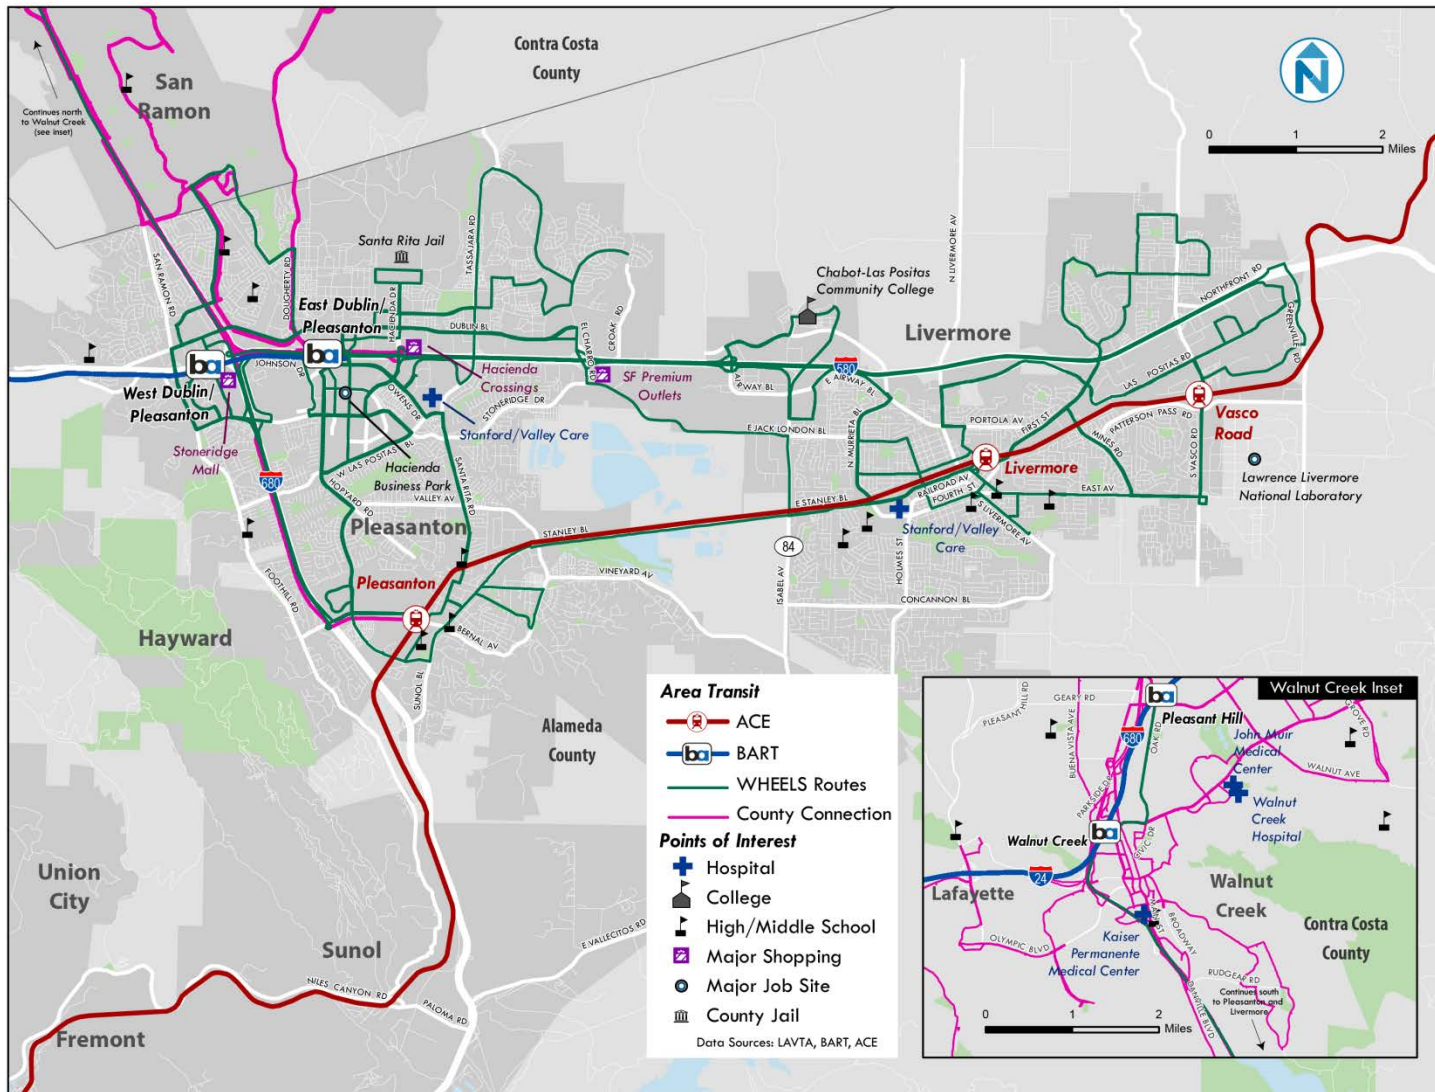 Contra Costa
County
San
Ramon
Continues north
to Walnut Creek
(see inset)
N
0 1 2
Miles
SAN RAMON RD
DOUGHERTY RD
Santa Rita Jail
TASSAJARA RD
HACIENDA DR
East Dublin/
Pleasanton
DUBLIN BL
EL CHARRO RD
CROAK RD
N LIVERMORE AV
Chabot-Las Positas
Community College
Livermore
NORTHFRONT RD
GREENVILLE RD
ba
ba
JOHNSON DR
West Dublin/
Pleasanton
Stoneridge
Mall
Hacienda
Crossings
OWENS DR
STONERIDGE DR
SF Premium
Outlets
Stanford/Valley Care
AIRWAY BL
580
E AIRWAY BL
LAS POSITAS RD
PORTOLA AV
FIRST ST
PATTERSON PASS RD
Vasco
Road
E JACK LONDON BL
N MURRIETA BL
MINES RD
S VASCO RD
Lawrence Livermore
National Laboratory
680
W LAS POSITAS BL
Hacienda
Business Park
HOPYARD RD
VALLEY AV
SANTA RITA RD
Pleasanton
Livermore
E STANLEY BL
RAILROAD AV
FOURTH ST
EAST AV
S LIVERMORE AV
Stanford/Valley
Care
STANLEY BL
84
HOLMES ST
ISABEL AV
Pleasanton
FOOTHILL RD
VINEYARD AV
CONCANNON BL
Hayward
BERNAL AV
SUNOL BL
Alameda
County
Union
City
Sunol
E VALLECITOS RD
NILES CANYON RD
PALOMA RD
Fremont
Area Transit
ACE
ba BART
WHEELS Routes
County Connection
Points of Interest
Hospital
College
High/Middle School
Major Shopping
Major Job Site
County Jail
Data Sources: LAVTA, BART, ACE
Walnut Creek Inset
PLEASANT HILL RD
GEARY RD
BUENA VISTA AVE
ba
Pleasant Hill
680
OAK RD
GROVE RD
John Muir
Medical
Center
WALNUT AVE
PARKSIDE DR
Walnut
Creek
Hospital
Walnut Creek
ba
CIVIC DR
24
Lafayette
Walnut
Creek
MAIN ST
BROADWAY
Contra Costa
County
OLYMPIC BLVD
Kaiser
Permanente
Medical Center
RUDGEAR RD
DANVILLE BLVD
Continues south
to Pleasanton and
Livermore
0 1 2
Miles